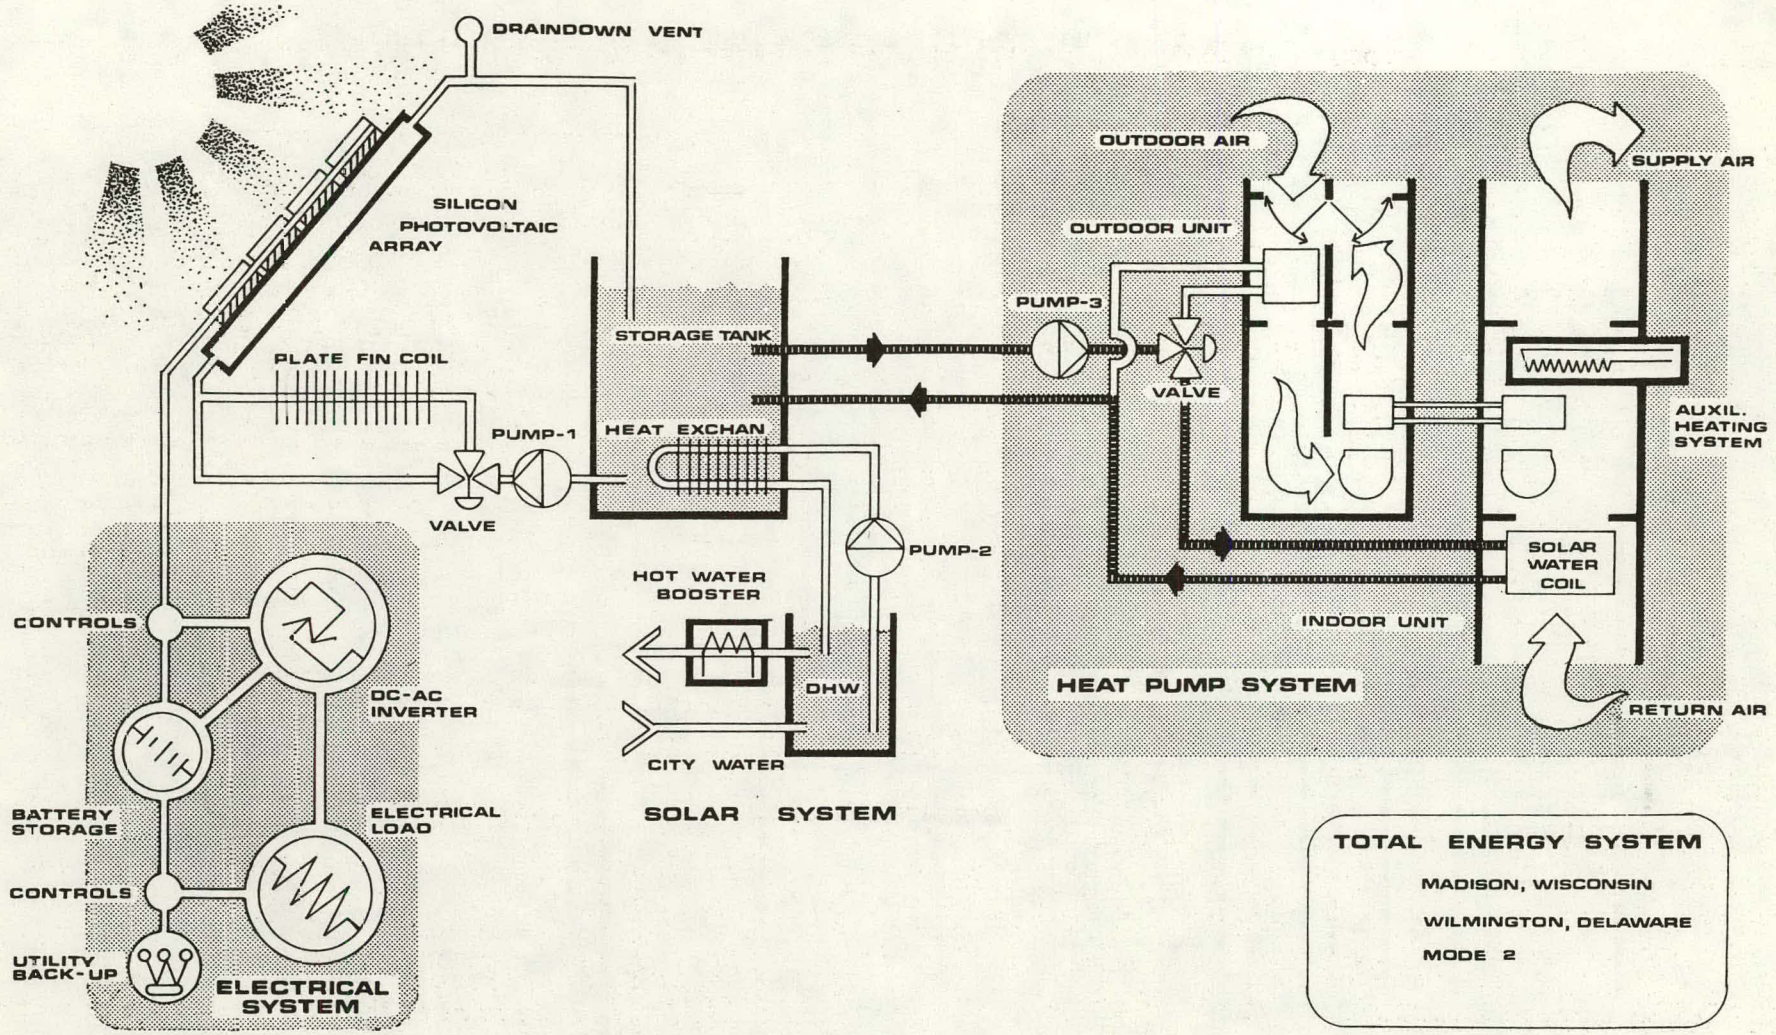 DRAINDOWN VENT
OUTDOOR AIR
SUPPLY AIR
SILICON
PHOTOVOLTAIC
ARRAY
OUTDOOR UNIT
PUMP-3
STORAGE TANK
PLATE FIN COIL
VALVE
AUXIL.
HEATING
SYSTEM
HEAT EXCHAN
PUMP-1
VALVE
PUMP-2
SOLAR
WATER
COIL
HOT WATER
BOOSTER
CONTROLS
INDOOR UNIT
DHW
HEAT PUMP SYSTEM
DC-AC
INVERTER
RETURN AIR
CITY WATER
BATTERY
STORAGE
ELECTRICAL
LOAD
SOLAR SYSTEM
TOTAL ENERGY SYSTEM
MADISON, WISCONSIN
WILMINGTON, DELAWARE
MODE 2
CONTROLS
UTILITY
BACK-UP
ELECTRICAL
SYSTEM